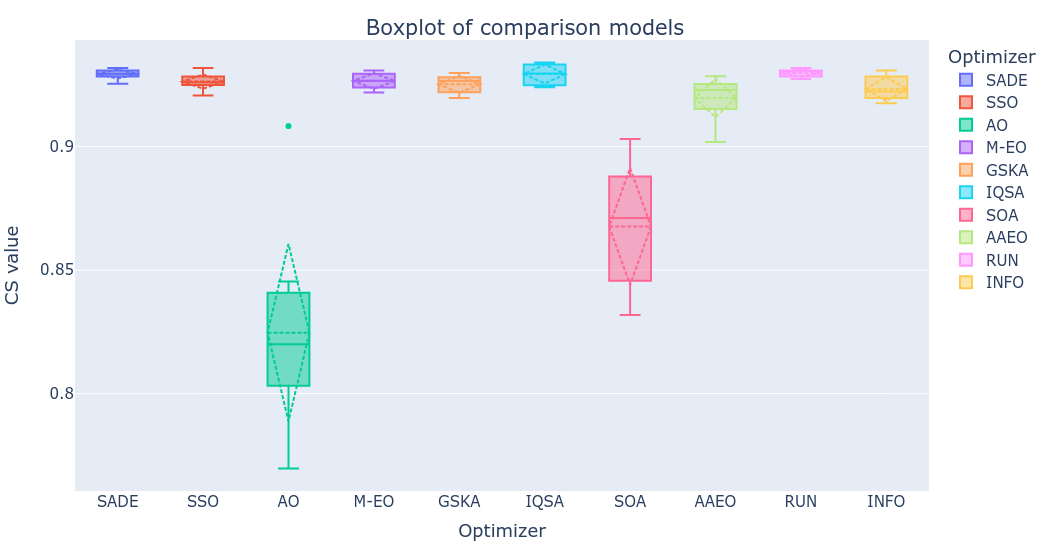 Boxplot of comparison models
CS value
0.9
0.85
0.8
SADE
SSO
AO
M-EO
GSKA
IQSA
SOA
AAEO
RUN
INFO
Optimizer
Optimizer
SADE
SSO
AO
M-EO
GSKA
IQSA
SOA
AAEO
RUN
INFO